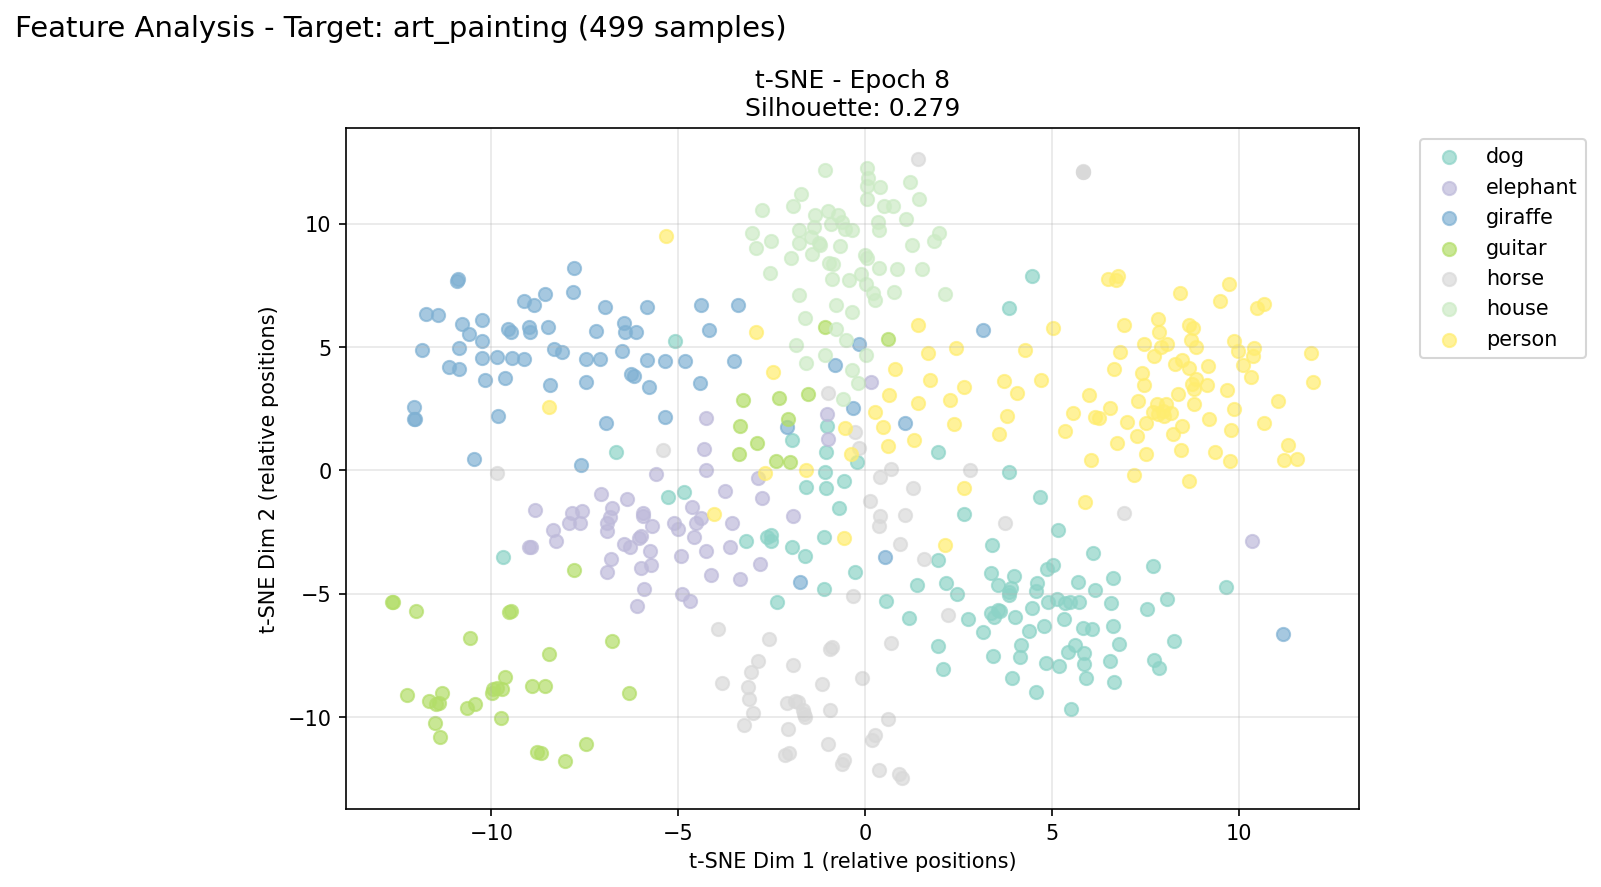 Feature Analysis - Target: art_painting (499 samples)
t-SNE - Epoch 8
Silhouette: 0.279
dog
elephant
giraffe
guitar
horse
house
person
10
5
0
−5
−10
t-SNE Dim 2 (relative positions)
−10
−5
0
5
10
t-SNE Dim 1 (relative positions)